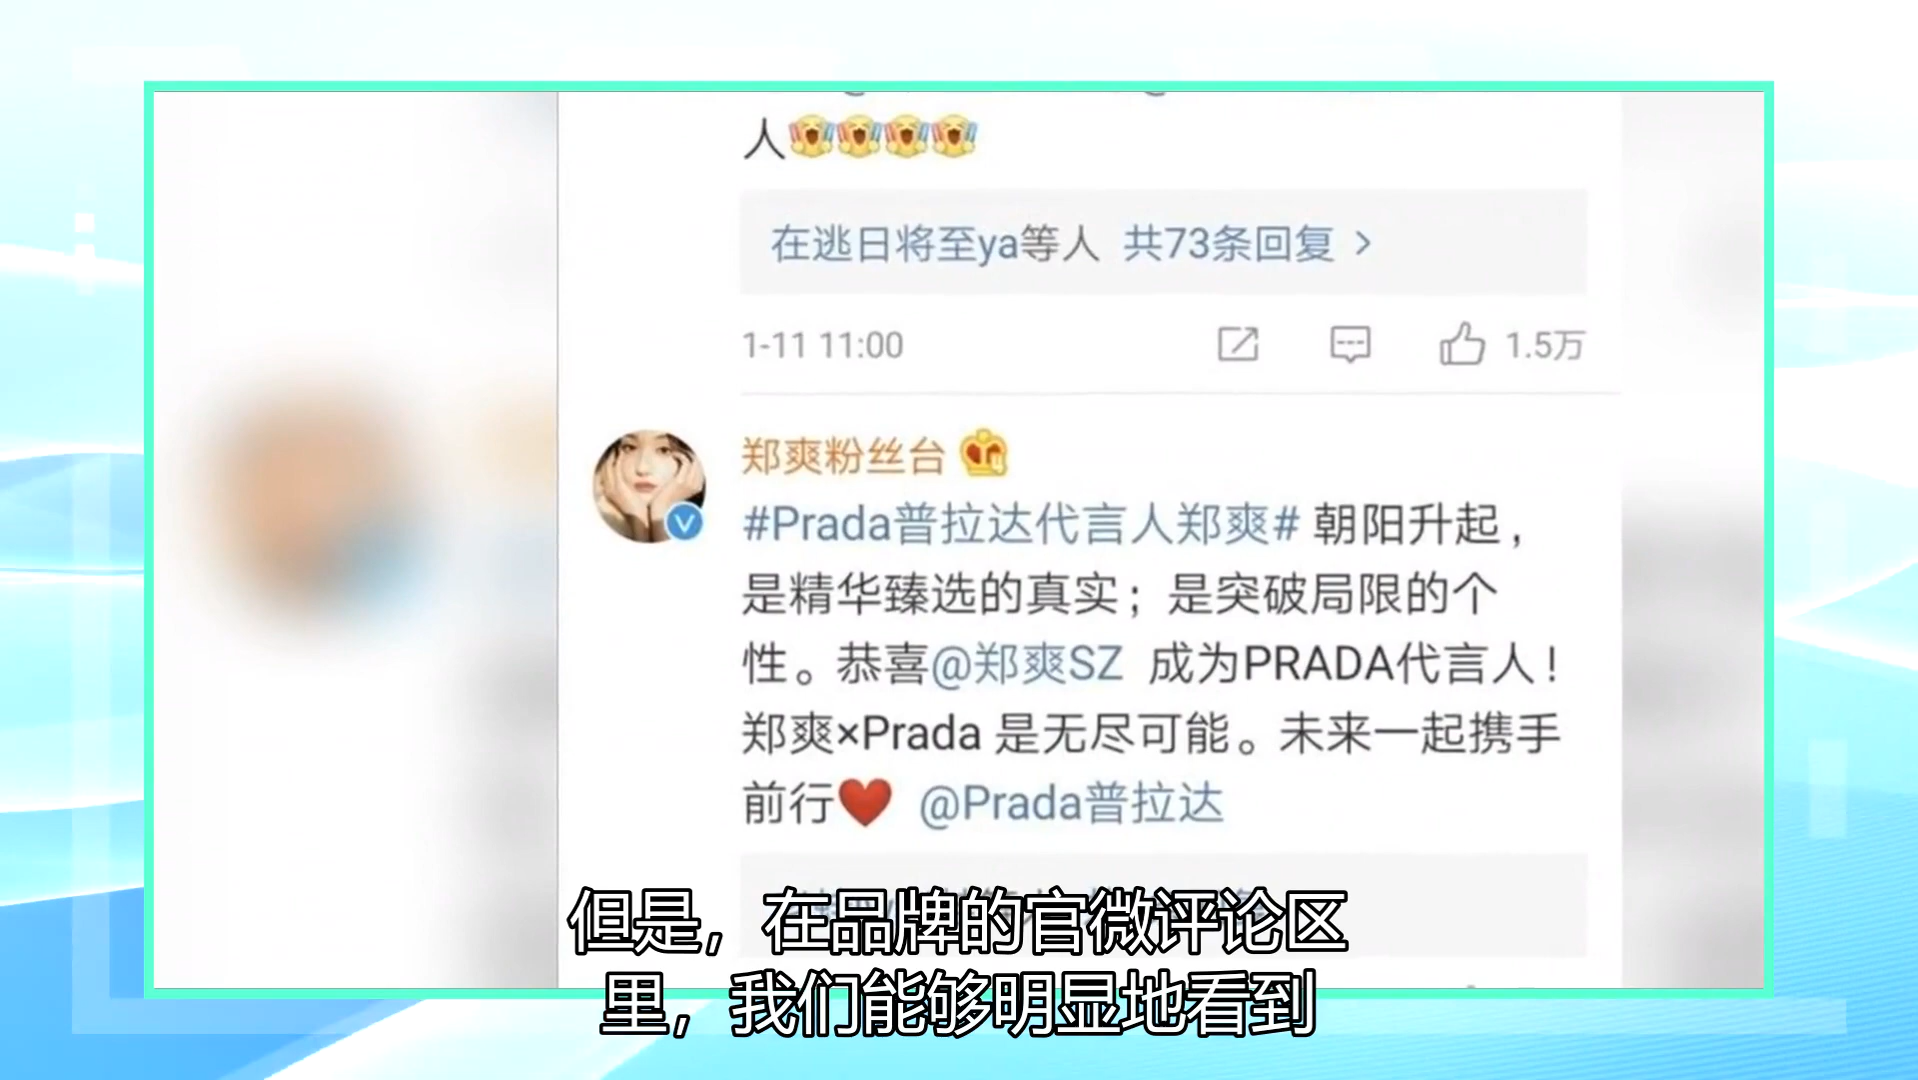 人
在逃日将至ya等人 共73条回复 >
1-11 11:00 1.5万
郑爽粉丝台
#Prada普拉达代言人郑爽# 朝阳升起，
是精华臻选的真实；是突破局限的个
性。恭喜@郑爽SZ 成为PRADA代言人！
郑爽×Prada 是无尽可能。未来一起携手
前行 @Prada普拉达
但是，在品牌的官微评论区
里，我们能够明显地看到